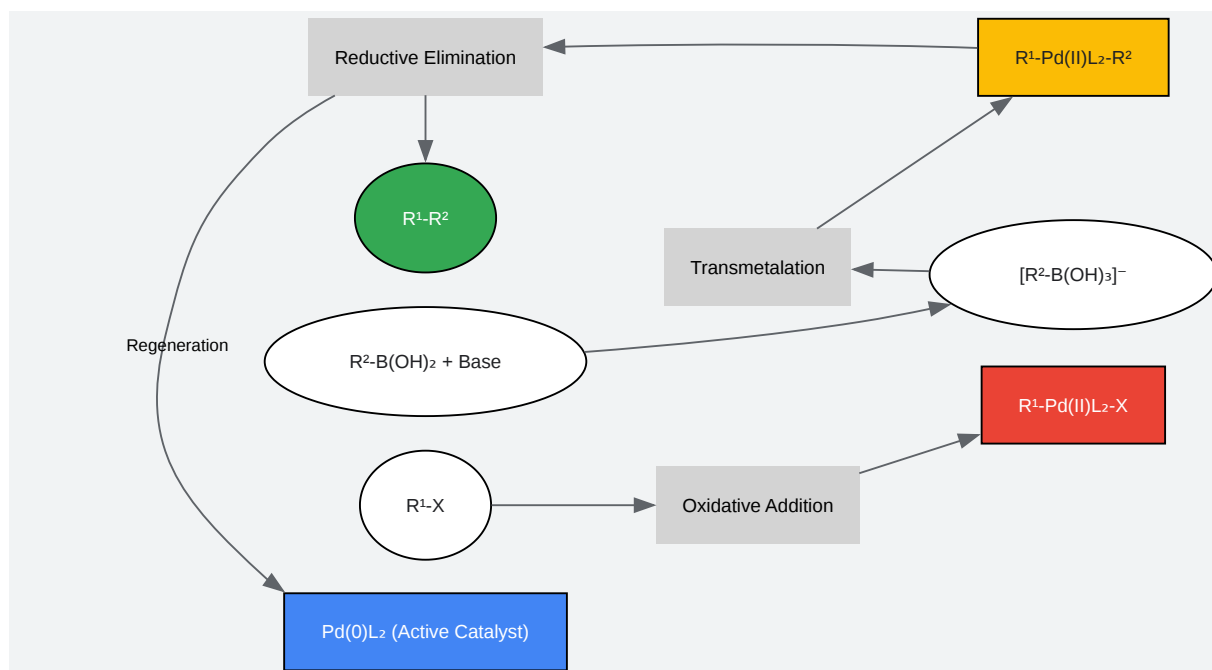 Reductive Elimination
R¹-Pd(II)L₂-R²
R¹-R²
Transmetalation
[R²-B(OH)₃]⁻
Regeneration
R²-B(OH)₂ + Base
R¹-Pd(II)L₂-X
R¹-X
Oxidative Addition
Pd(0)L₂ (Active Catalyst)